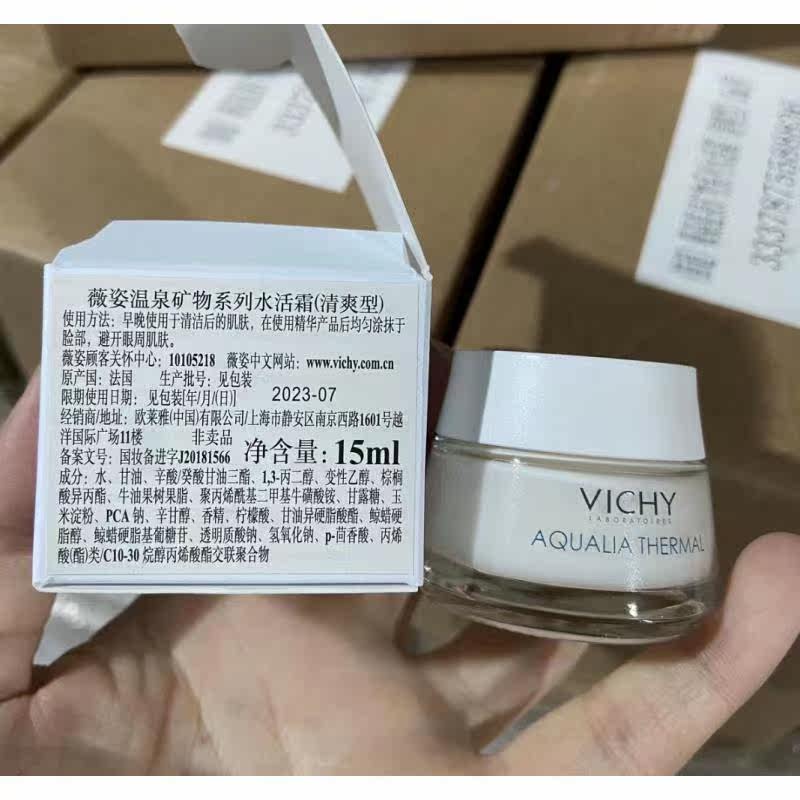 薇姿温泉矿物系列水活霜(清爽型)
使用方法：早晚使用于清洁后的肌肤，在使用精华产品后均匀涂抹于
脸部，避开眼周肌肤。
薇姿顾客关怀中心：10105218 薇姿中文网站：www.vichy.com.cn
原产国：法国 生产批号：见包装
限期使用日期：见包装[年/月/(日)] 2023-07
经销商/地址：欧莱雅(中国)有限公司/上海市静安区南京西路1601号越
洋国际广场11楼 非卖品 净含量：15ml
备案文号：国妆备进字J20181566
成分：水、甘油、辛酸/癸酸甘油三酯、1,3-丙二醇、变性乙醇、棕榈
酸异丙酯、牛油果树果脂、聚丙烯酰基二甲基牛磺酸铵、甘露糖、玉
米淀粉、PCA 钠、辛甘醇、香精、柠檬酸、甘油异硬脂酸酯、鲸蜡硬
脂醇、鲸蜡硬脂基葡糖苷、透明质酸钠、氢氧化钠、p-茴香酸、丙烯
酸(酯)类/C10-30 烷醇丙烯酸酯交联聚合物
VICHY
LABORATOIRES
AQUALIA THERMAL